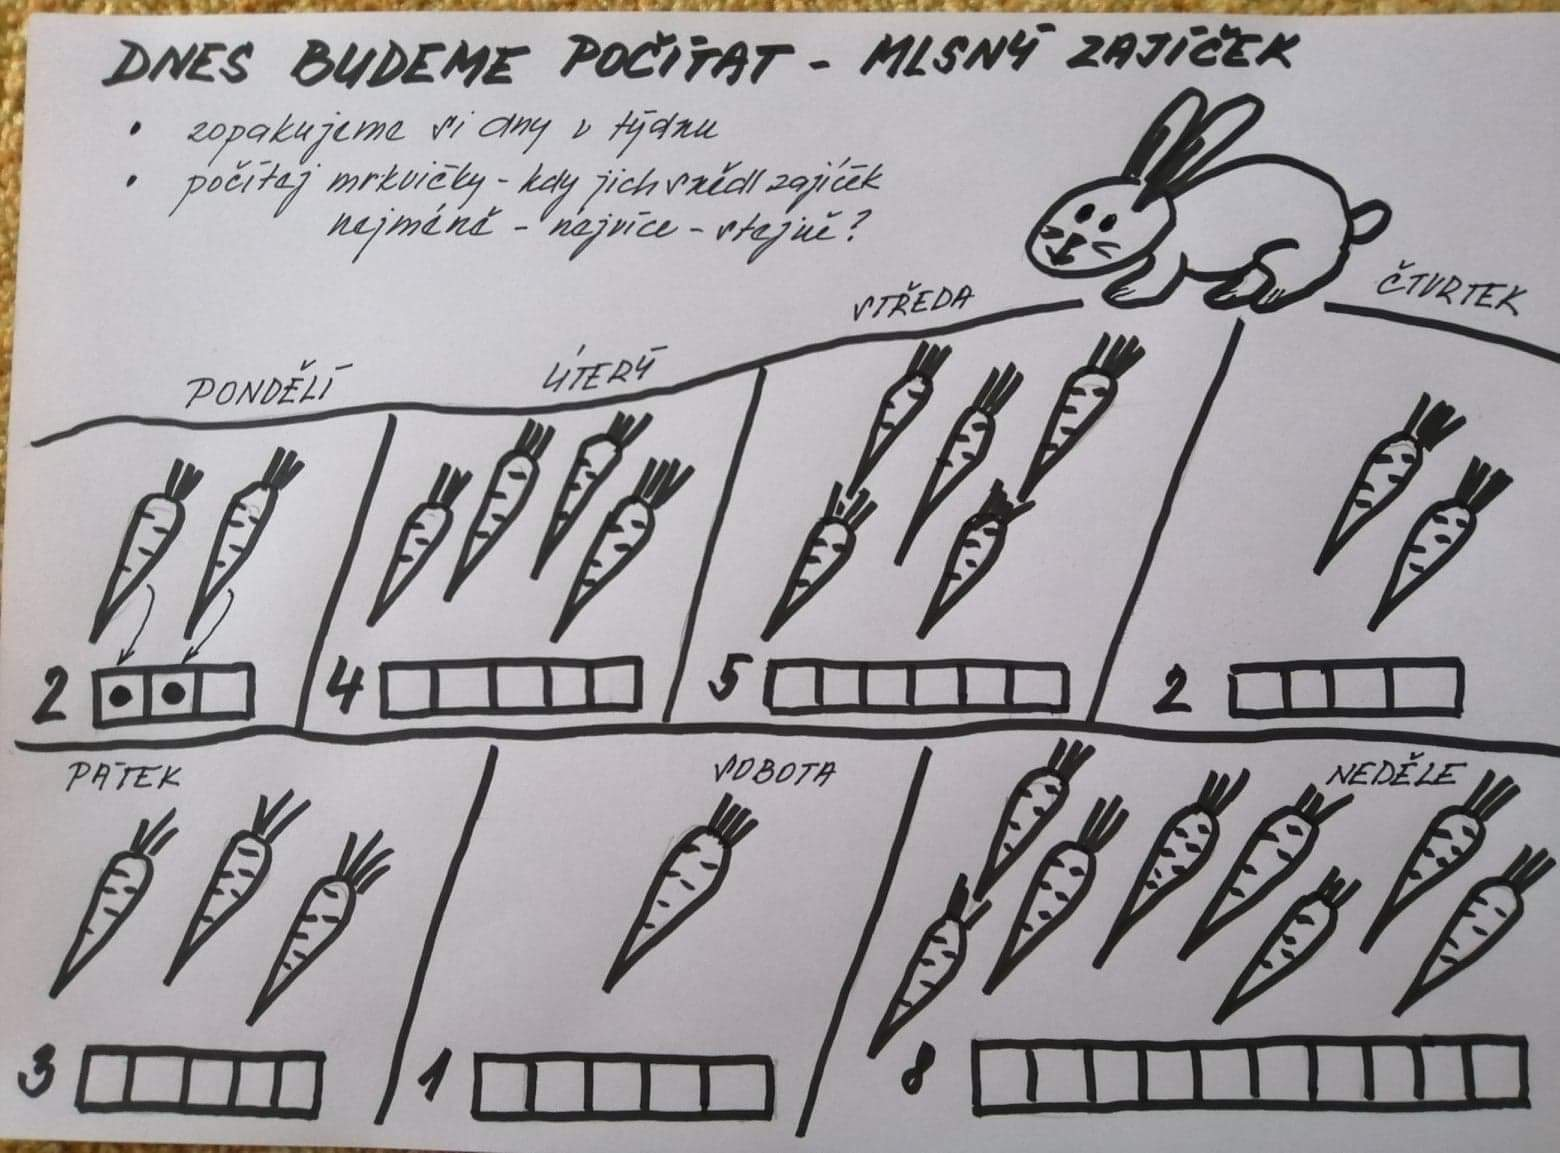 DNES BUDEME POČÍTAT - MLSNÝ ZAJÍČEK
• zopakujeme si dny v týdnu
• počítaj mrkvičky - kdy jich snědl zajíček
nejméně - nejvíce - stejně?
PONDĚLÍ
ÚTERÝ
STŘEDA
ČTVRTEK
2
4
5
2
PÁTEK
SOBOTA
NEDĚLE
3
1
8